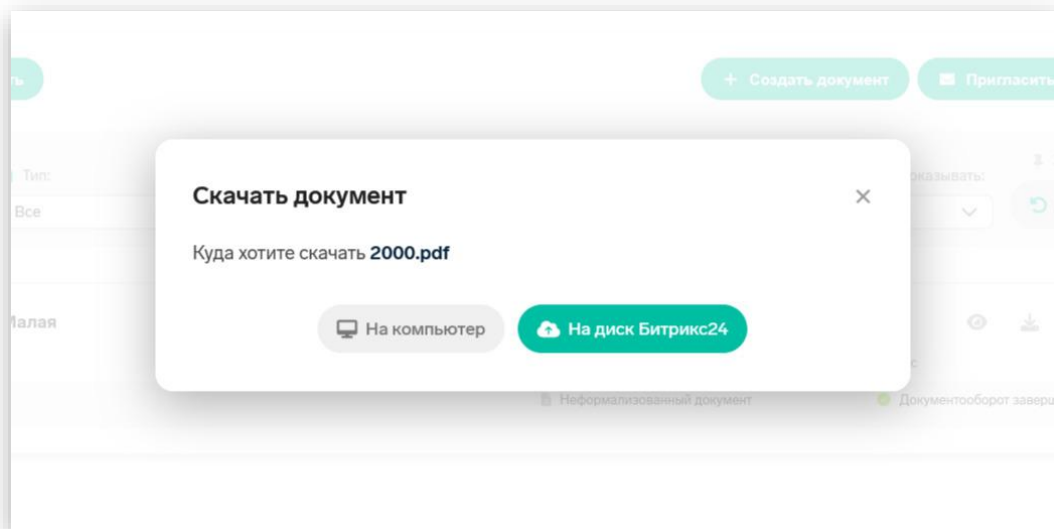 ть
+ Создать документ
Пригласить
Тип:
оказывать:
Все
Скачать документ
Куда хотите скачать 2000.pdf
Малая
На компьютер
На диск Битрикс24
с
Неформализованный документ
Документооборот заверш